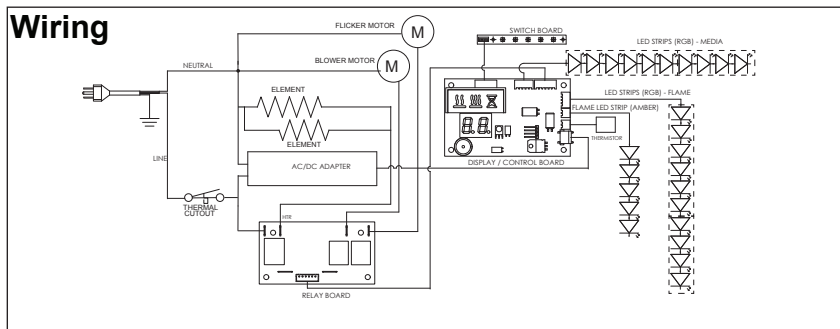 Wiring
FLICKER MOTOR
M
BLOWER MOTOR
M
NEUTRAL
ELEMENT
ELEMENT
AC/DC ADAPTER
LINE
THERMAL
CUTOUT
HTR
RELAY BOARD
SWITCH BOARD
LED STRIPS (RGB) - MEDIA
LED STRIPS (RGB) - FLAME
FLAME LED STRIP (AMBER)
THERMISTOR
DISPLAY / CONTROL BOARD